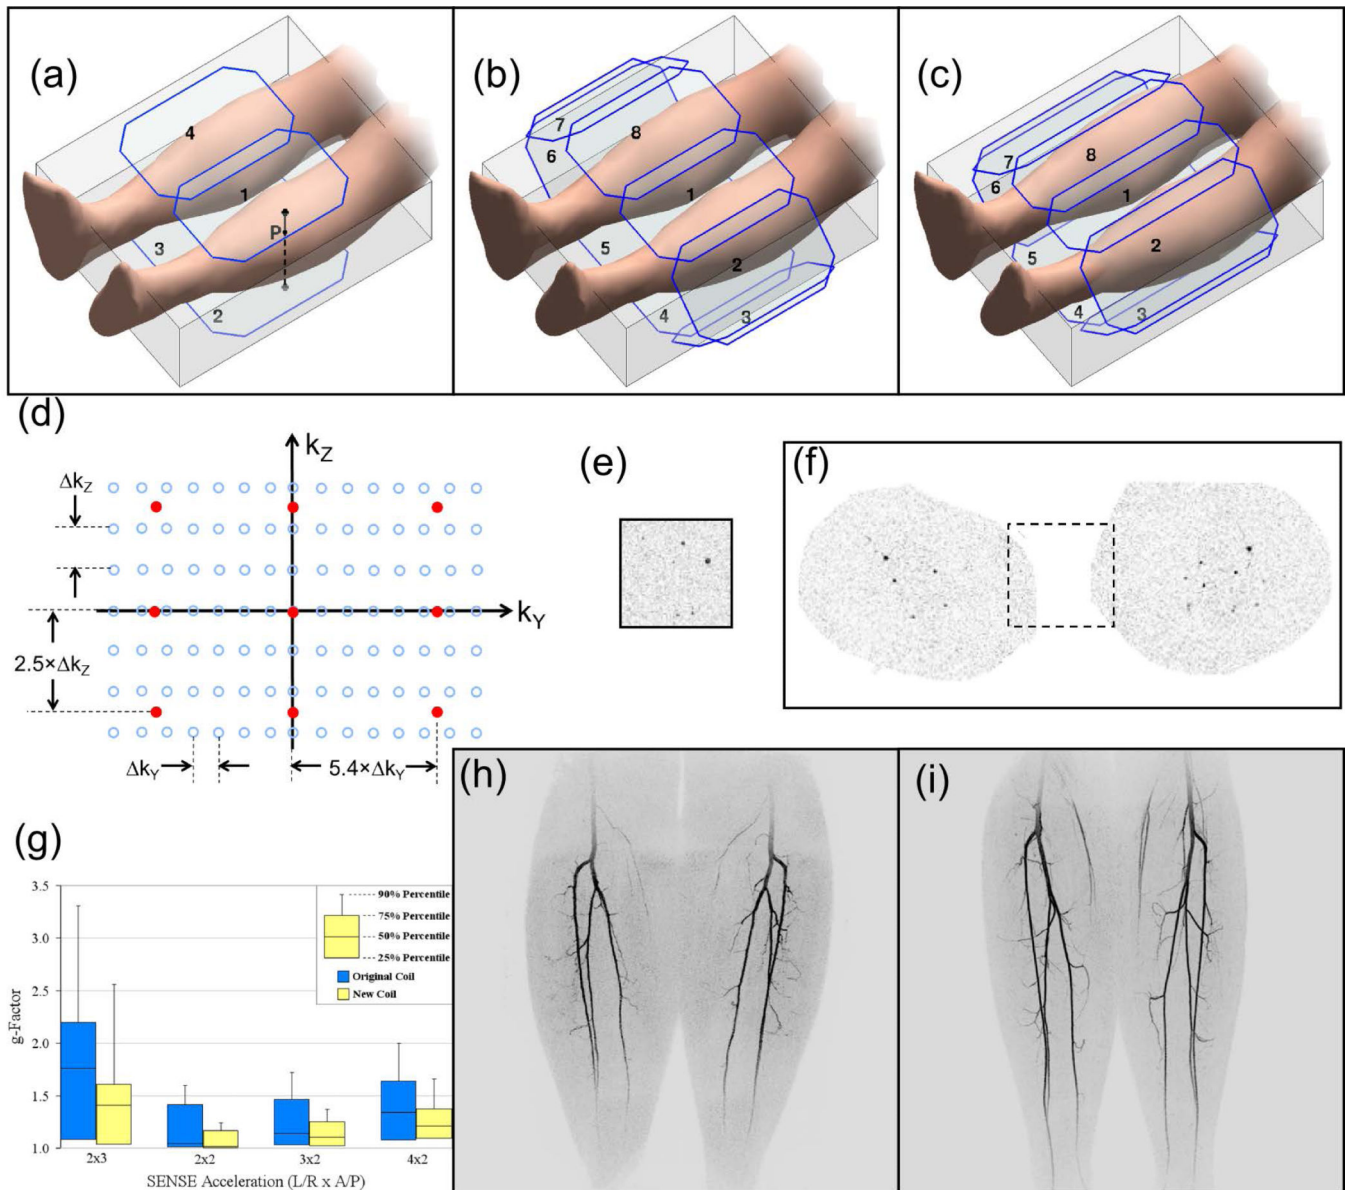 (a)
4
1
P
3
2
(b)
7
8
6
1
5
2
4
3
(c)
7
8
6
1
2
5
4
3
(d)
kZ
ΔkZ
kY
2.5×ΔkZ
ΔkY
5.4×ΔkY
(e)
(f)
(g)
3.5
3.0
2.5
2.0
1.5
1.0
g-Factor
90% Percentile
75% Percentile
50% Percentile
25% Percentile
Original Coil
New Coil
2x3
2x2
3x2
4x2
SENSE Acceleration (L/R x A/P)
(h)
(i)